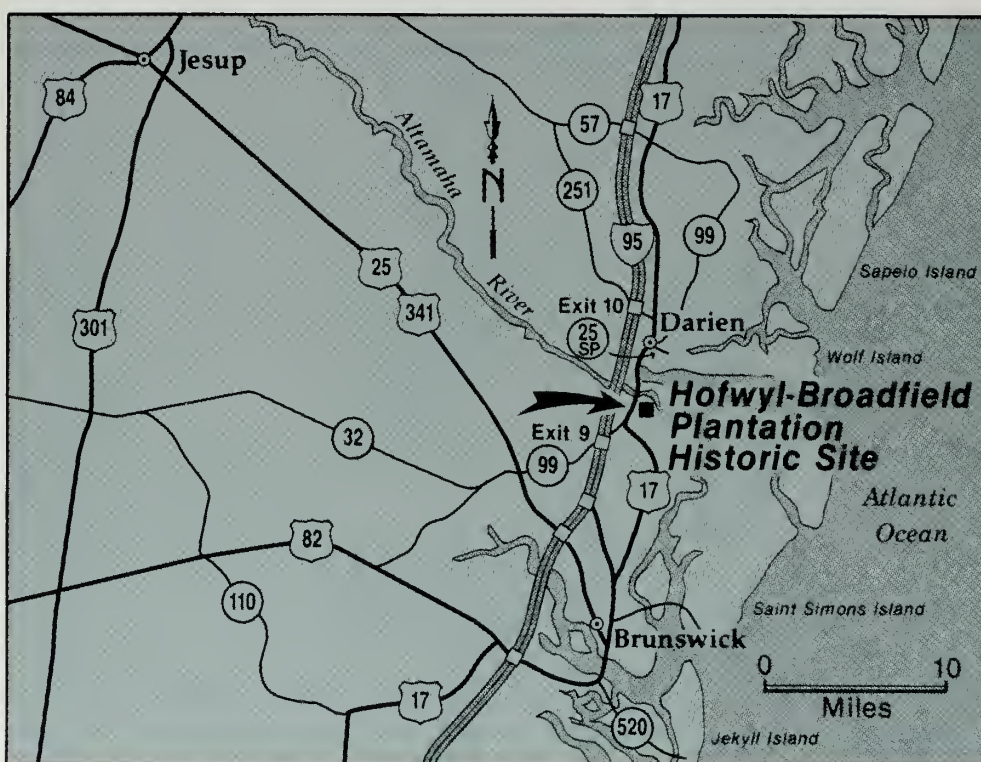 Jesup
84
17
57
Altamaha
N
251
95
99
25
Sapelo Island
River
Exit 10
341
25
SP
Darien
301
Wolf Island
Hofwyl-Broadfield
Plantation
Historic Site
Exit 9
32
99
17
Atlantic
Ocean
82
110
Saint Simons Island
Brunswick
0 10
Miles
17
520
Jekyll Island